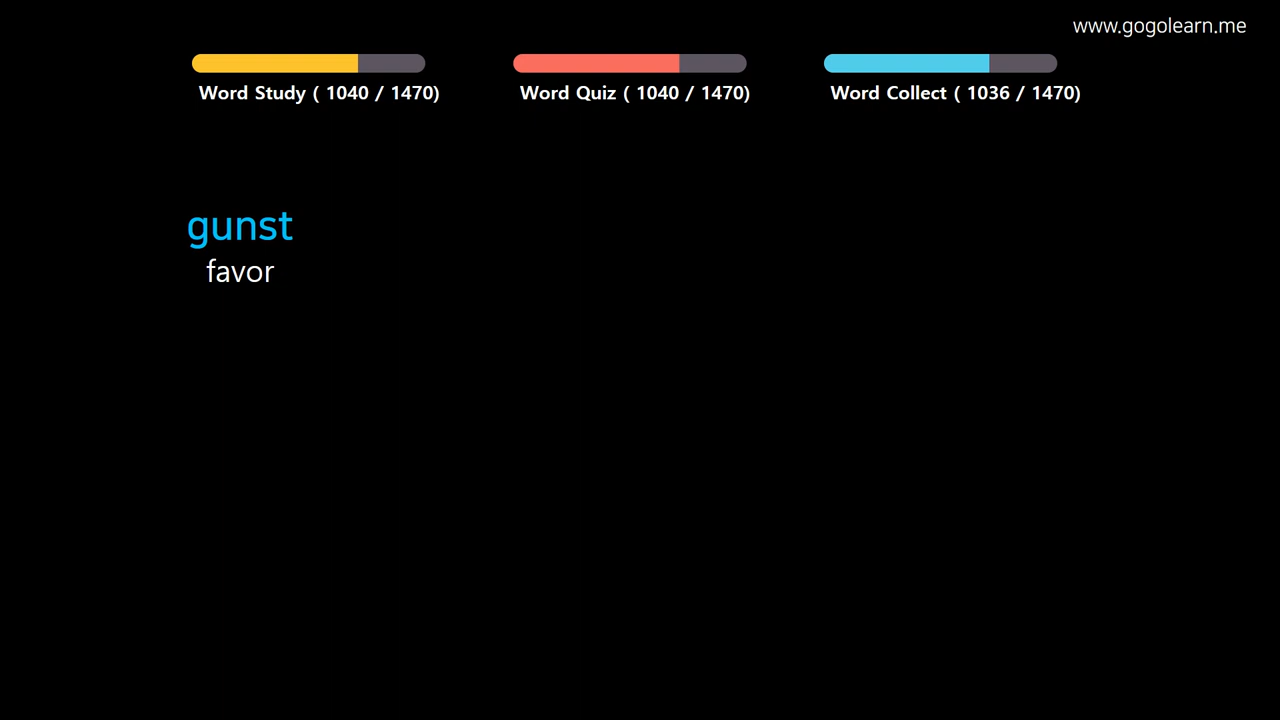 www.gogolearn.me
Word Study ( 1040 / 1470)
Word Quiz ( 1040 / 1470)
Word Collect ( 1036 / 1470)
gunst
favor